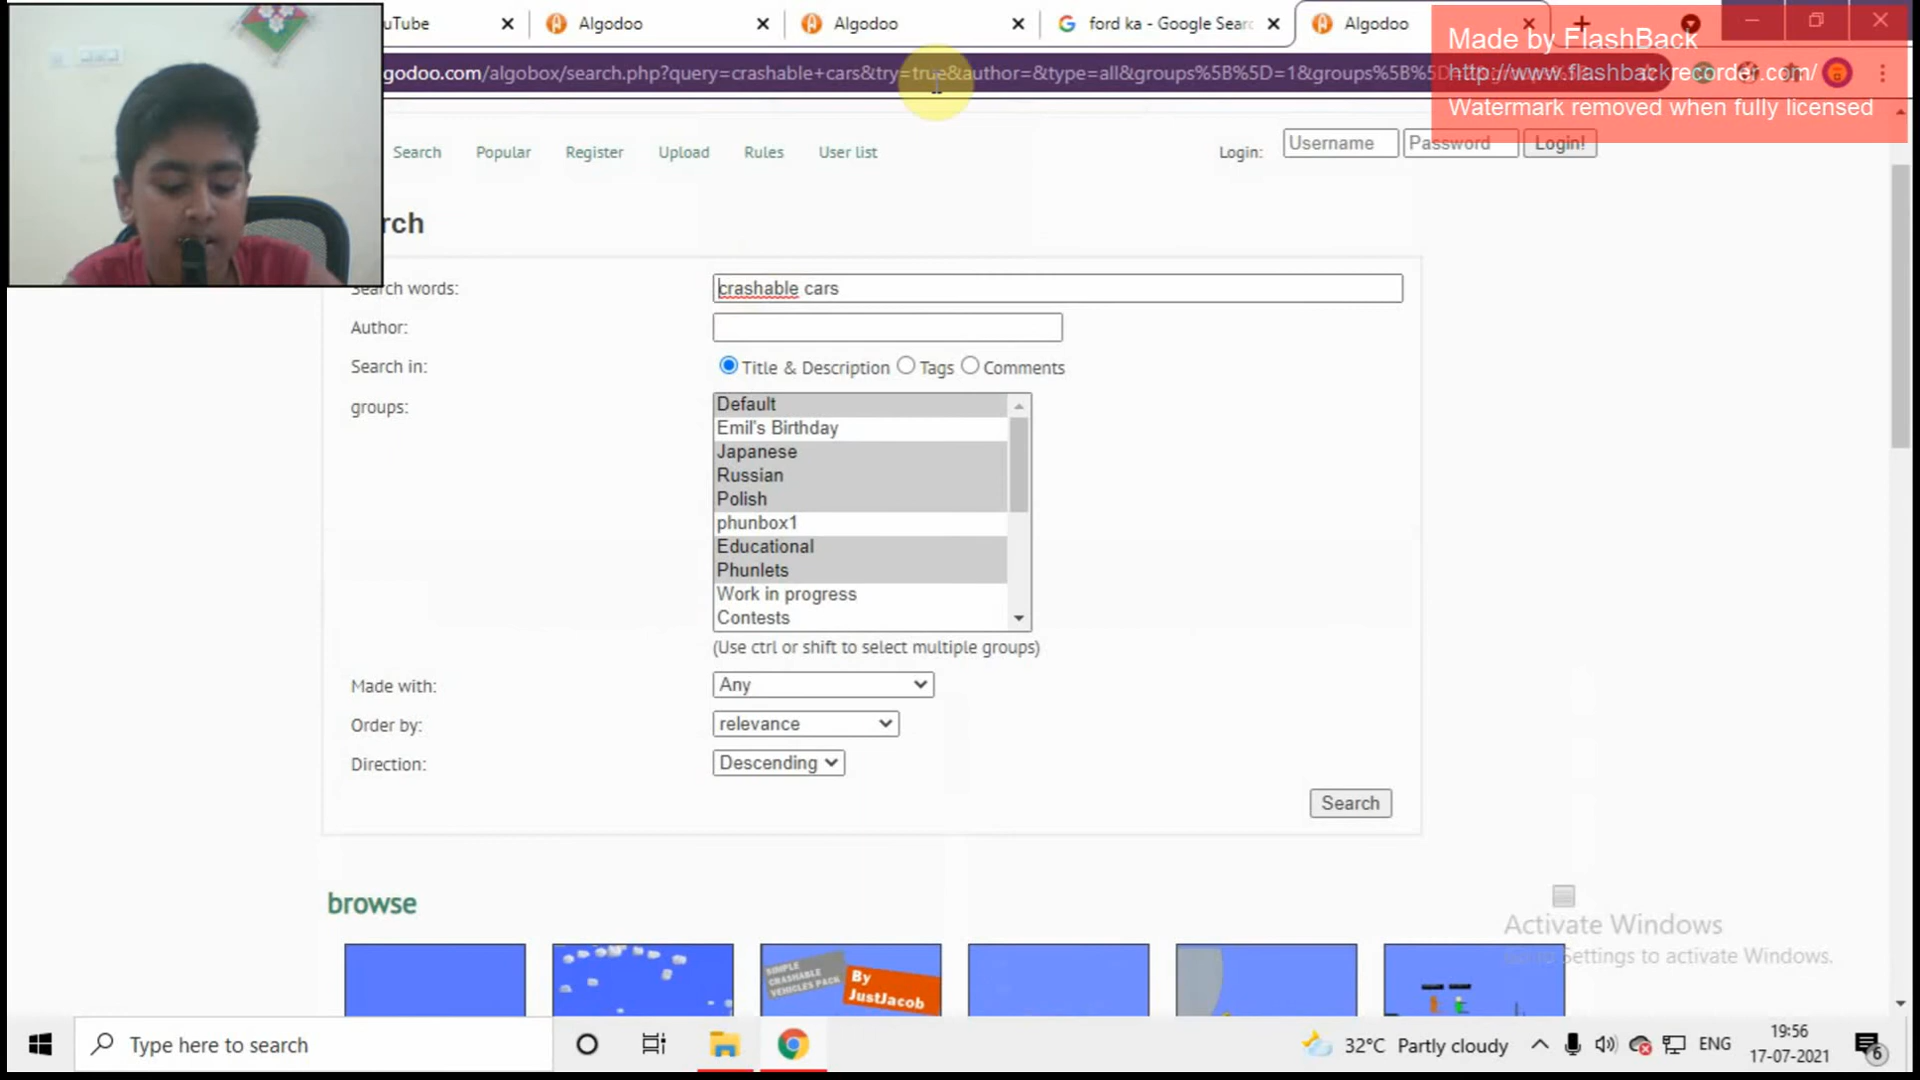 uTube
Algodoo
Algodoo
ford ka - Google Searc
Algodoo
Made by FlashBack
http://www.flashbackrecorder.com/
Watermark removed when fully licensed
godoo.com/algobox/search.php?query=crashable+cars&try=true&author=&type=all&groups%5B%5D=1&groups%5B%5D
Search Popular Register Upload Rules User list
Login: Username Password Login!
rch
Search words: crashable cars
Author:
Search in: Title & Description Tags Comments
groups: Default
Emil's Birthday
Japanese
Russian
Polish
phunbox1
Educational
Phunlets
Work in progress
Contests
(Use ctrl or shift to select multiple groups)
Made with: Any
Order by: relevance
Direction: Descending
Search
browse
SIMPLE
CRASHABLE
VEHICLES PACK
By
JustJacob
Activate Windows
Settings to activate Windows.
Type here to search
32°C Partly cloudy
ENG
19:56
17-07-2021
6